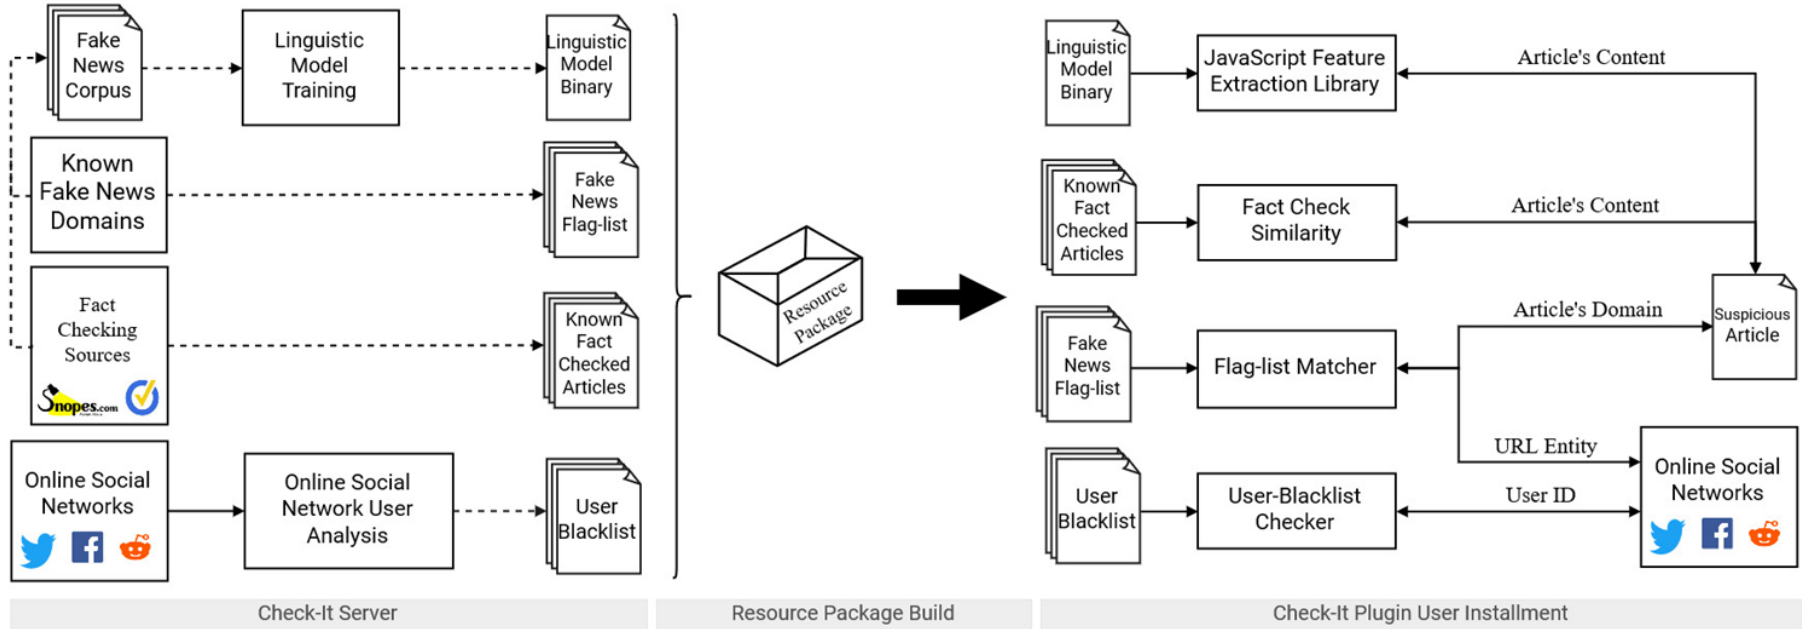 Fake
News
Corpus
Linguistic
Model
Training
Linguistic
Model
Binary
Known
Fake News
Domains
Fake
News
Flag-list
Fact
Checking
Sources
Snopes.com
Known
Fact
Checked
Articles
Online Social
Networks
Online Social
Network User
Analysis
User
Blacklist
Check-It Server
Resource
Package
Resource Package Build
Linguistic
Model
Binary
JavaScript Feature
Extraction Library
Article's Content
Known
Fact
Checked
Articles
Fact Check
Similarity
Article's Content
Fake
News
Flag-list
Flag-list Matcher
Article's Domain
Suspicious
Article
URL Entity
User
Blacklist
User-Blacklist
Checker
User ID
Online Social
Networks
Check-It Plugin User Installment